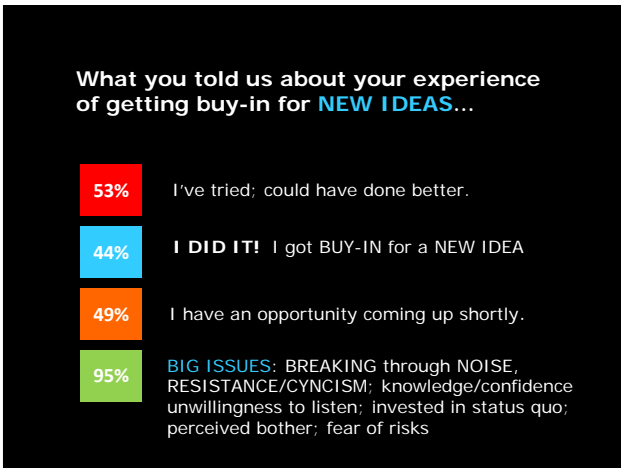 What you told us about your experience
of getting buy-in for NEW IDEAS...
53%
I've tried; could have done better.
44%
I DID IT! I got BUY-IN for a NEW IDEA
49%
I have an opportunity coming up shortly.
95%
BIG ISSUES: BREAKING through NOISE,
RESISTANCE/CYNCISM; knowledge/confidence
unwillingness to listen; invested in status quo;
perceived bother; fear of risks